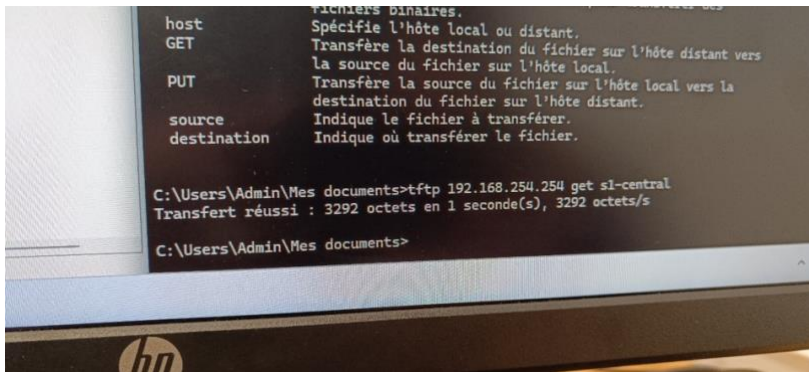 fichiers binaires.
host Spécifie l'hôte local ou distant.
GET Transfère la destination du fichier sur l'hôte distant vers
la source du fichier sur l'hôte local.
PUT Transfère la source du fichier sur l'hôte local vers la
destination du fichier sur l'hôte distant.
source Indique le fichier à transférer.
destination Indique où transférer le fichier.
C:\Users\Admin\Mes documents>tftp 192.168.254.254 get s1-central
Transfert réussi : 3292 octets en 1 seconde(s), 3292 octets/s
C:\Users\Admin\Mes documents>
hp